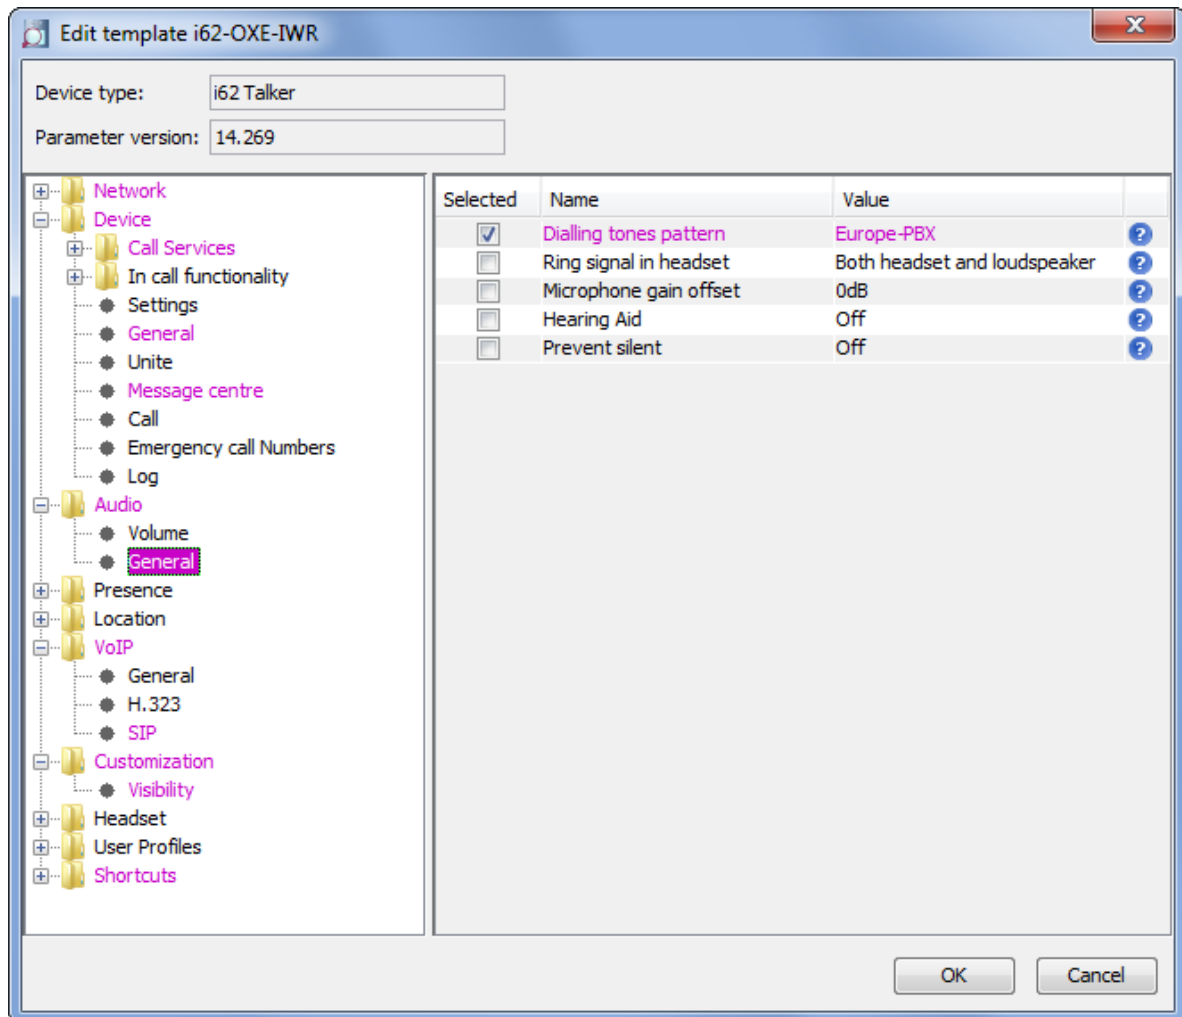 Edit template i62-OXE-IWR
x
Device type: i62 Talker
Parameter version: 14.269
Network
Device
Call Services
In call functionality
Settings
General
Unite
Message centre
Call
Emergency call Numbers
Log
Audio
Volume
General
Presence
Location
VoIP
General
H.323
SIP
Customization
Visibility
Headset
User Profiles
Shortcuts
Selected Name Value
Dialling tones pattern Europe-PBX ?
Ring signal in headset Both headset and loudspeaker ?
Microphone gain offset 0dB ?
Hearing Aid Off ?
Prevent silent Off ?
OK Cancel